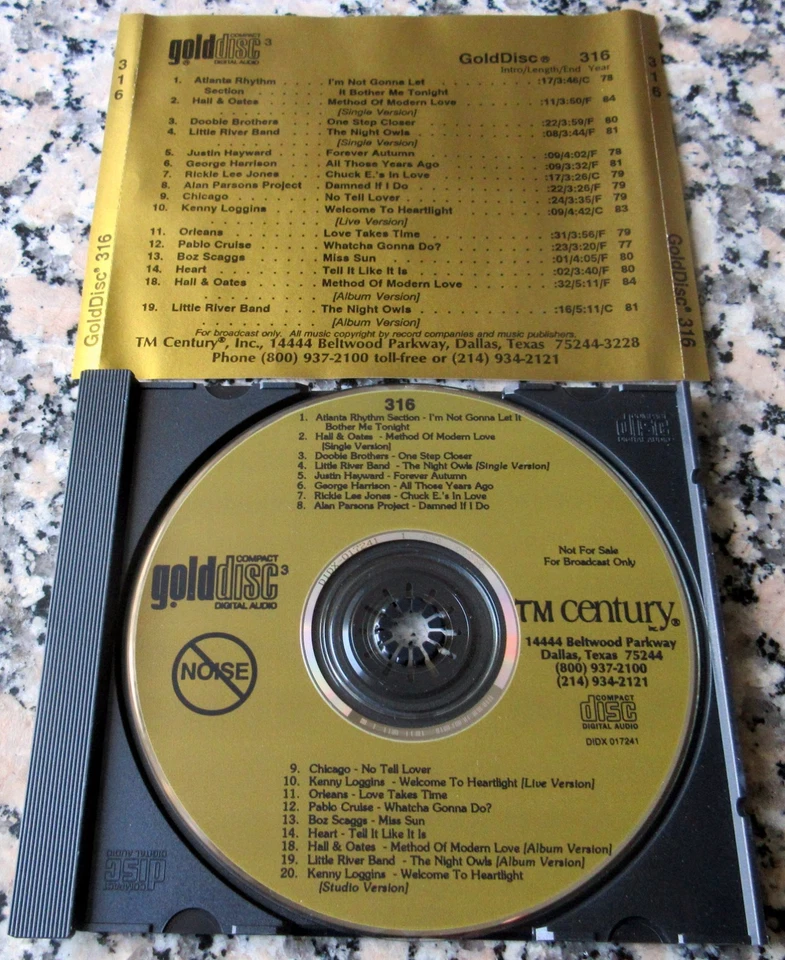 gold disc 3
COMPACT
DIGITAL AUDIO
GoldDisc® 316
Intro/Length/End Year
1. Atlanta Rhythm . . . . I'm Not Gonna Let :17/3:46/C 78
Section . . . . . . It Bother Me Tonight
2. Hall & Oates . . . . . Method Of Modern Love . . . . . . . :11/3:50/F 84
[Single Version]
3. Doobie Brothers . . . One Step Closer . . . . . . . . . . :22/3:59/F 80
4. Little River Band . . . The Night Owls . . . . . . . . . . :08/3:44/F 81
[Single Version]
5. Justin Hayward . . . . Forever Autumn . . . . . . . . . . :09/4:02/F 78
6. George Harrison . . . All Those Years Ago . . . . . . . . :09/3:32/F 81
7. Rickie Lee Jones . . . Chuck E.'s In Love . . . . . . . . . :17/3:26/C 79
8. Alan Parsons Project . Damned If I Do . . . . . . . . . . :22/3:26/F 79
9. Chicago . . . . . . . No Tell Lover . . . . . . . . . . . :24/3:35/F 79
10. Kenny Loggins . . . . Welcome To Heartlight . . . . . . . :09/4:42/C 83
[Live Version]
11. Orleans . . . . . . . Love Takes Time . . . . . . . . . . :31/3:56/F 79
12. Pablo Cruise . . . . . Whatcha Gonna Do? . . . . . . . . :23/3:20/F 77
13. Boz Scaggs . . . . . Miss Sun . . . . . . . . . . . . . :01/4:05/F 80
14. Heart . . . . . . . . Tell It Like It Is . . . . . . . . . . :02/3:40/F 80
18. Hall & Oates . . . . . Method Of Modern Love . . . . . . . :32/5:11/F 84
[Album Version]
19. Little River Band . . . The Night Owls . . . . . . . . . . :16/5:11/C 81
[Album Version]
For broadcast only. All music copyright by record companies and music publishers.
TM Century®, Inc., 14444 Beltwood Parkway, Dallas, Texas 75244-3228
Phone (800) 937-2100 toll-free or (214) 934-2121
316
GoldDisc® 316
316
GoldDisc® 316
316
1. Atlanta Rhythm Section - I'm Not Gonna Let It
Bother Me Tonight
2. Hall & Oates - Method Of Modern Love
[Single Version]
3. Doobie Brothers - One Step Closer
4. Little River Band - The Night Owls [Single Version]
5. Justin Hayward - Forever Autumn
6. George Harrison - All Those Years Ago
7. Rickie Lee Jones - Chuck E.'s In Love
8. Alan Parsons Project - Damned If I Do
gold disc 3
COMPACT
DIGITAL AUDIO
NOISE
DIDX 017241
Not For Sale
For Broadcast Only
TM century®
Inc.
14444 Beltwood Parkway
Dallas, Texas 75244
(800) 937-2100
(214) 934-2121
COMPACT
disc
DIGITAL AUDIO
DIDX 017241
9. Chicago - No Tell Lover
10. Kenny Loggins - Welcome To Heartlight [Live Version]
11. Orleans - Love Takes Time
12. Pablo Cruise - Whatcha Gonna Do?
13. Boz Scaggs - Miss Sun
14. Heart - Tell It Like It Is
18. Hall & Oates - Method Of Modern Love [Album Version]
19. Little River Band - The Night Owls [Album Version]
20. Kenny Loggins - Welcome To Heartlight
[Studio Version]
COMPACT
disc
DIGITAL AUDIO
COMPACT
disc
DIGITAL AUDIO